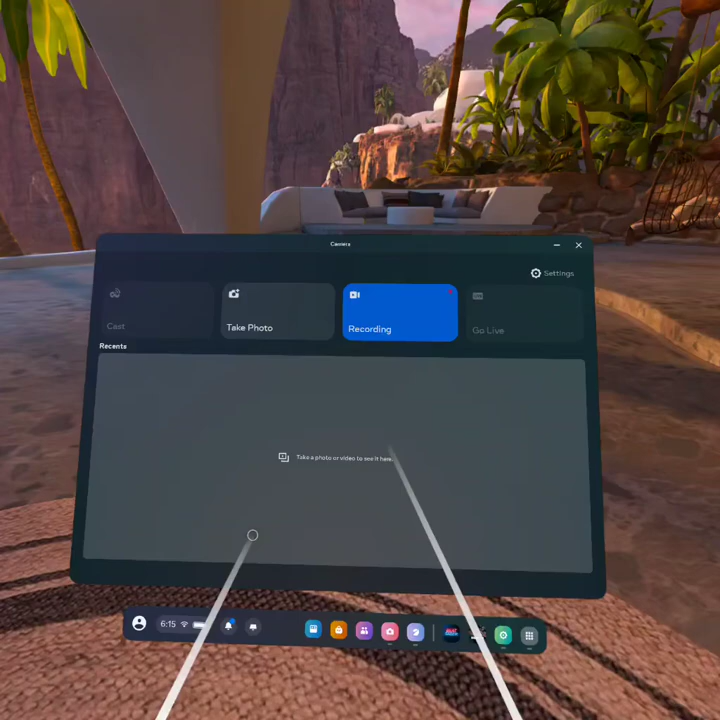 Camera
Settings
Cast
Take Photo
Recording
Go Live
Recents
Take a photo or video to see it here.
6:15